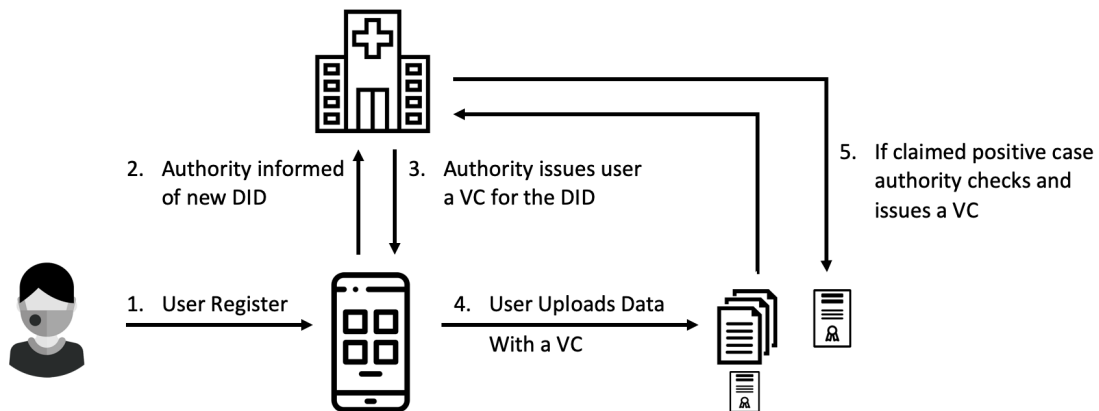 2. Authority informed
of new DID
3. Authority issues user
a VC for the DID
5. If claimed positive case
authority checks and
issues a VC
1. User Register
4. User Uploads Data
With a VC